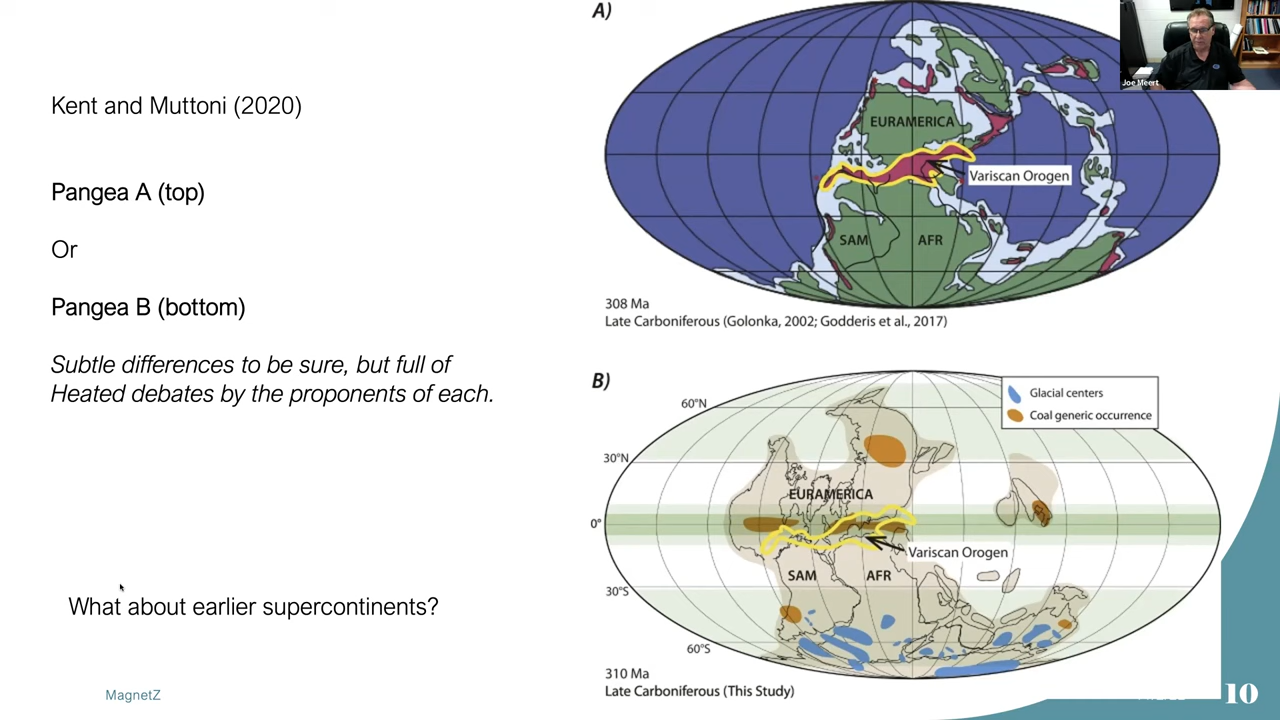 Kent and Muttoni (2020)
Pangea A (top)
Or
Pangea B (bottom)
Subtle differences to be sure, but full of
Heated debates by the proponents of each.
What about earlier supercontinents?
MagnetZ
A)
EURAMERICA
Variscan Orogen
SAM
AFR
308 Ma
Late Carboniferous (Golonka, 2002; Godderis et al., 2017)
Joe Meert
B)
Glacial centers
Coal generic occurrence
60°N
30°N
EURAMERICA
0°
Variscan Orogen
SAM
AFR
30°S
60°S
310 Ma
Late Carboniferous (This Study)
10